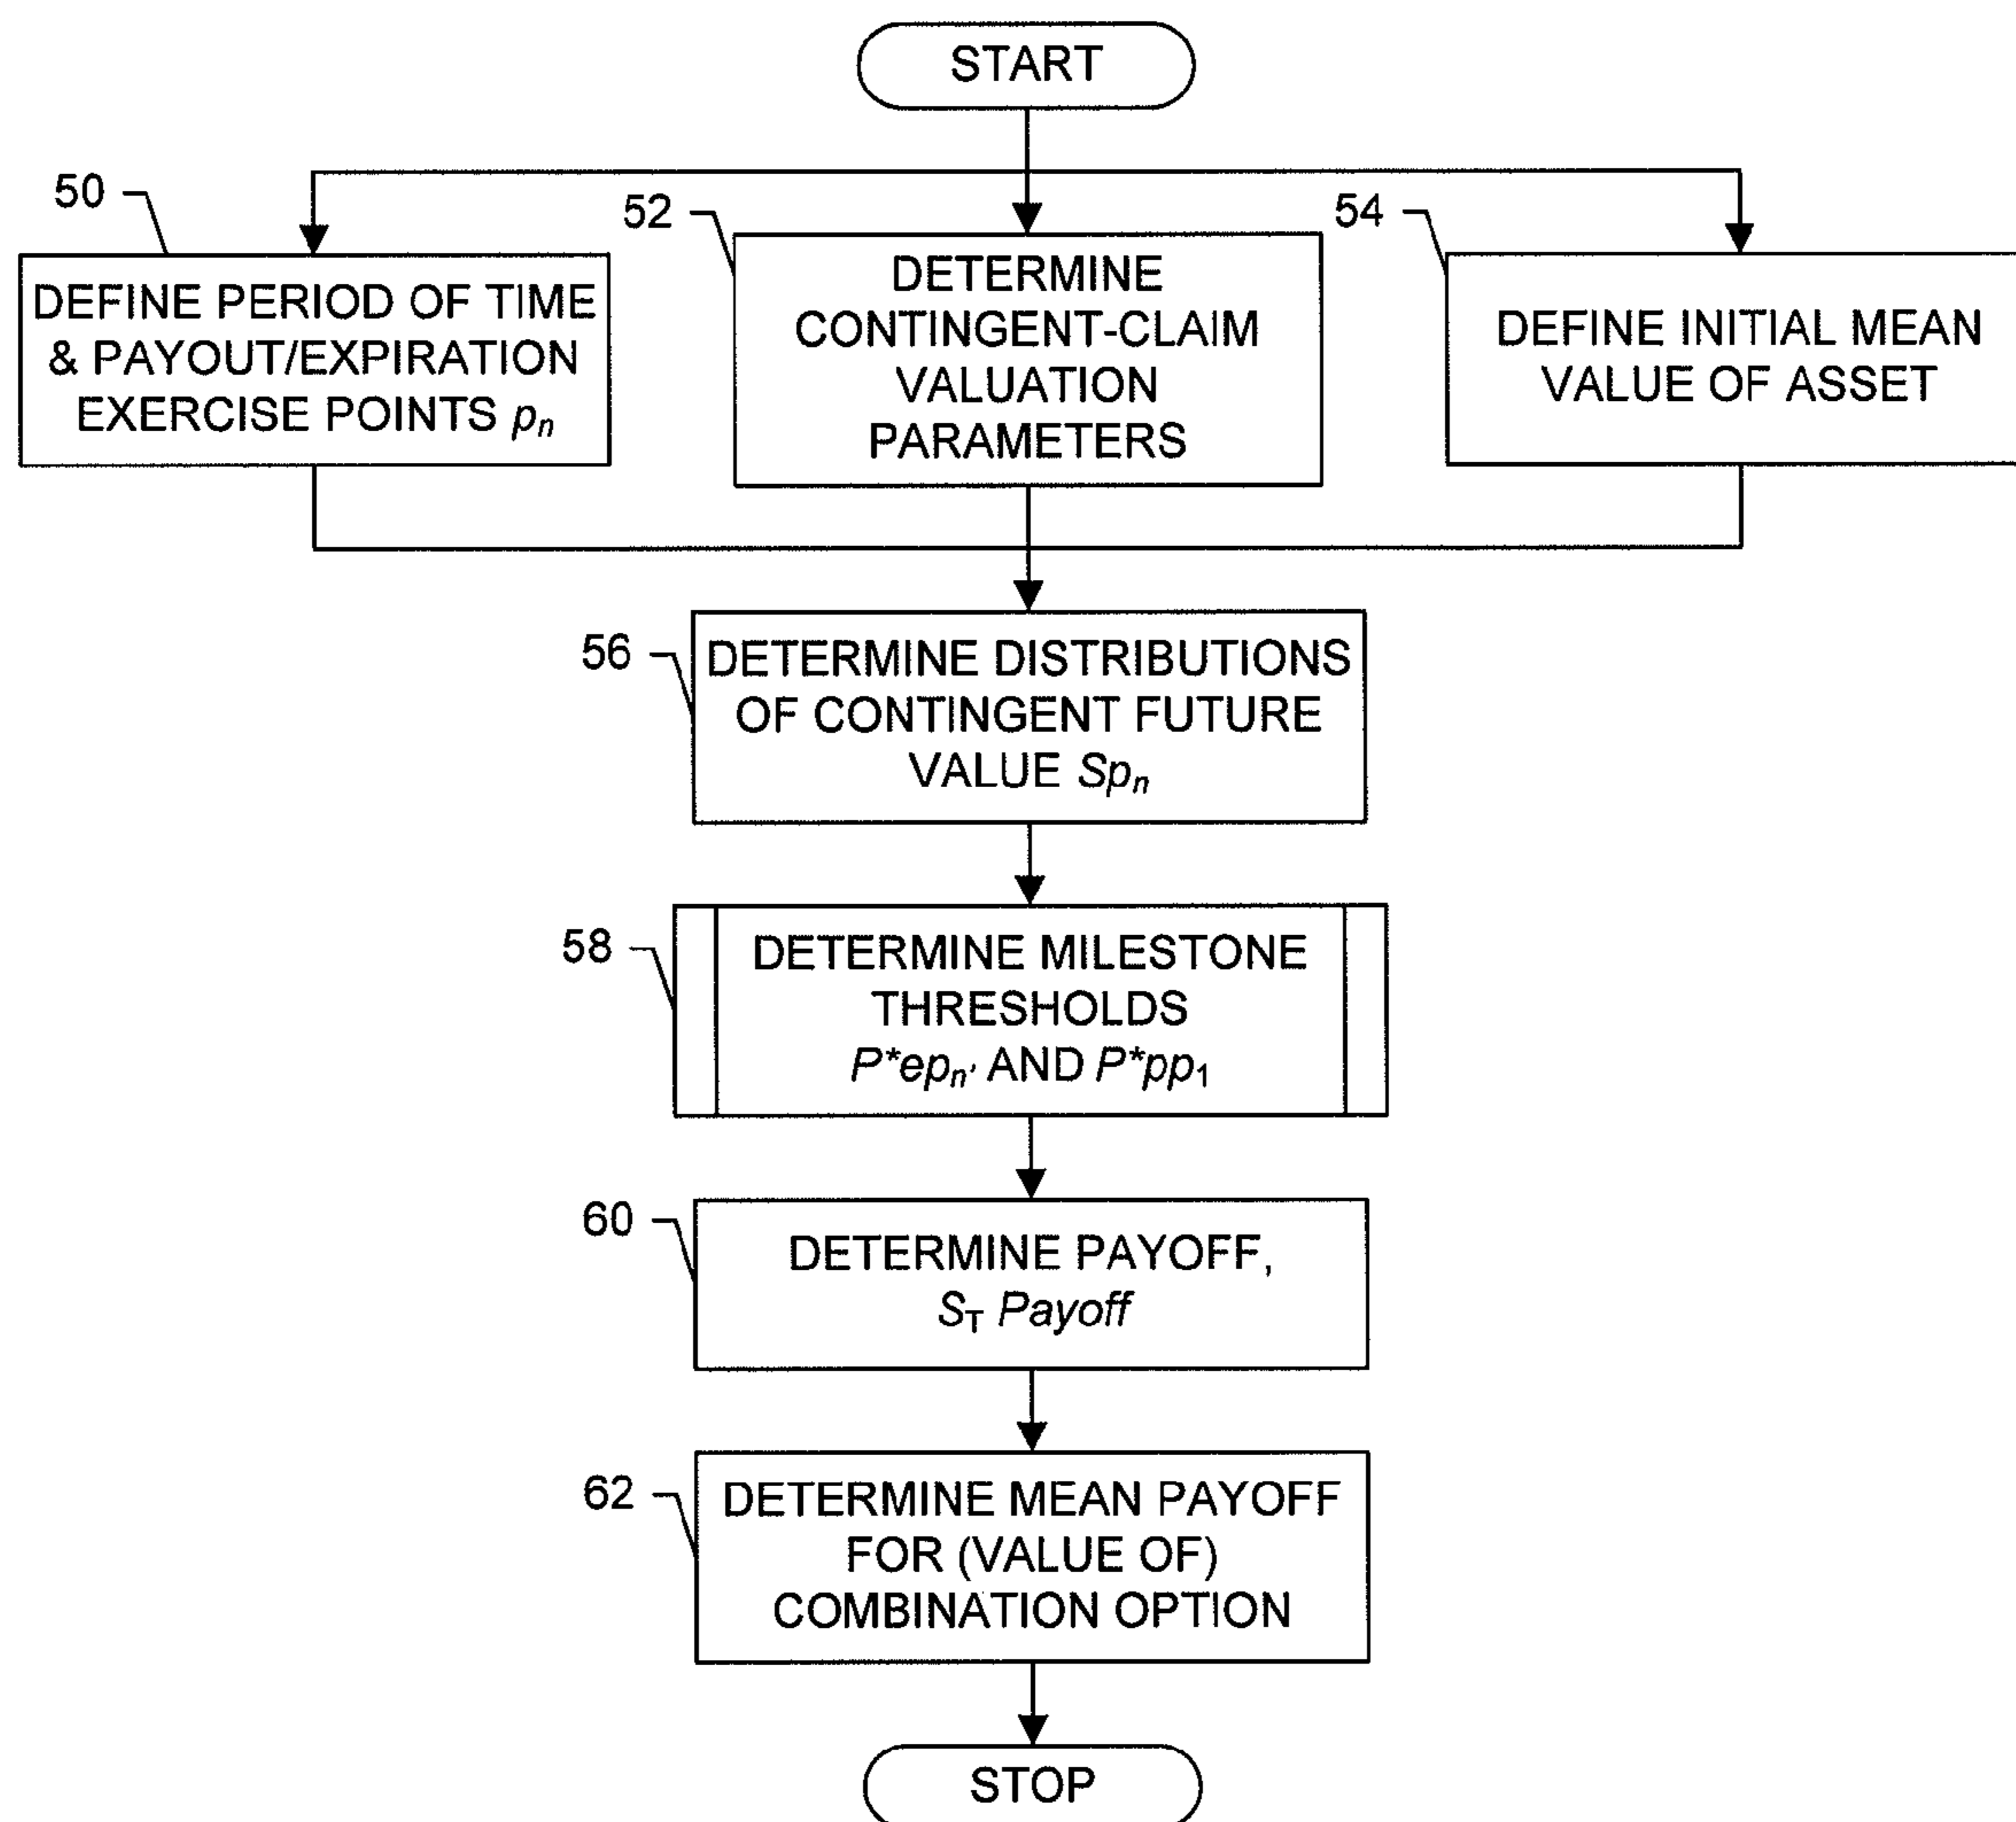 START
50
DEFINE PERIOD OF TIME
& PAYOUT/EXPIRATION
EXERCISE POINTS pn
52
DETERMINE
CONTINGENT-CLAIM
VALUATION
PARAMETERS
54
DEFINE INITIAL MEAN
VALUE OF ASSET
56
DETERMINE DISTRIBUTIONS
OF CONTINGENT FUTURE
VALUE Spn
58
DETERMINE MILESTONE
THRESHOLDS
P*epn' AND P*pp1
60
DETERMINE PAYOFF,
ST Payoff
62
DETERMINE MEAN PAYOFF
FOR (VALUE OF)
COMBINATION OPTION
STOP